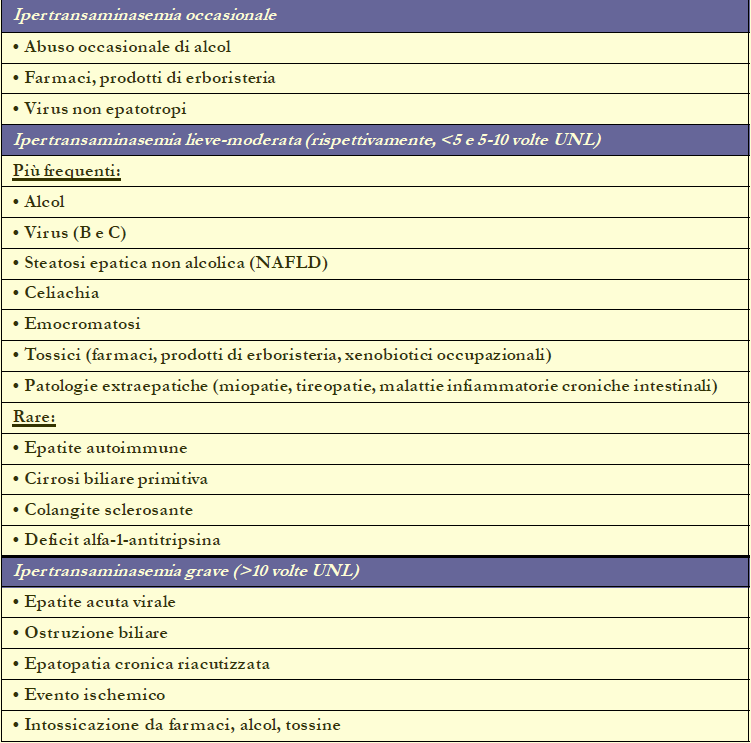 Ipertransaminasemia occasionale
• Abuso occasionale di alcol
• Farmaci, prodotti di erboristeria
• Virus non epatotropi
Ipertransaminasemia lieve-moderata (rispettivamente, <5 e 5-10 volte UNL)
Più frequenti:
• Alcol
• Virus (B e C)
• Steatosi epatica non alcolica (NAFLD)
• Celiachia
• Emocromatosi
• Tossici (farmaci, prodotti di erboristeria, xenobiotici occupazionali)
• Patologie extraepatiche (miopatie, tireopatie, malattie infiammatorie croniche intestinali)
Rare:
• Epatite autoimmune
• Cirrosi biliare primitiva
• Colangite sclerosante
• Deficit alfa-1-antitripsina
Ipertransaminasemia grave (>10 volte UNL)
• Epatite acuta virale
• Ostruzione biliare
• Epatopatia cronica riacutizzata
• Evento ischemico
• Intossicazione da farmaci, alcol, tossine